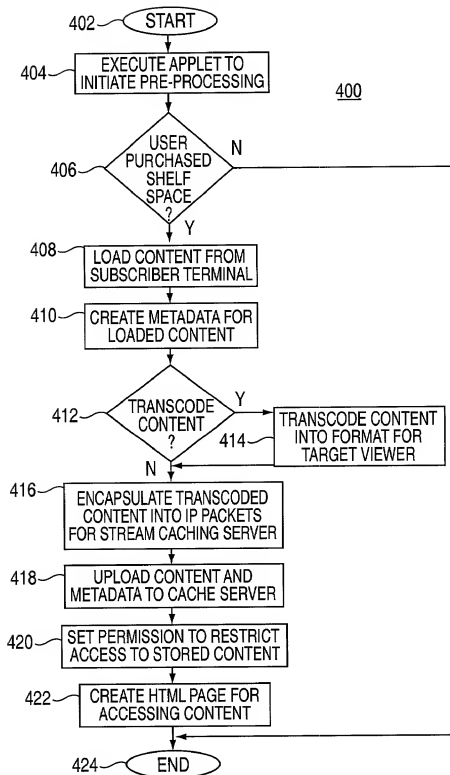 402
START
404
EXECUTE APPLET TO
INITIATE PRE-PROCESSING
400
406
USER
PURCHASED
SHELF
SPACE
?
N
Y
408
LOAD CONTENT FROM
SUBSCRIBER TERMINAL
410
CREATE METADATA FOR
LOADED CONTENT
412
TRANSCODE
CONTENT
?
Y
N
414
TRANSCODE CONTENT
INTO FORMAT FOR
TARGET VIEWER
416
ENCAPSULATE TRANSCODED
CONTENT INTO IP PACKETS
FOR STREAM CACHING SERVER
418
UPLOAD CONTENT AND
METADATA TO CACHE SERVER
420
SET PERMISSION TO RESTRICT
ACCESS TO STORED CONTENT
422
CREATE HTML PAGE FOR
ACCESSING CONTENT
424
END